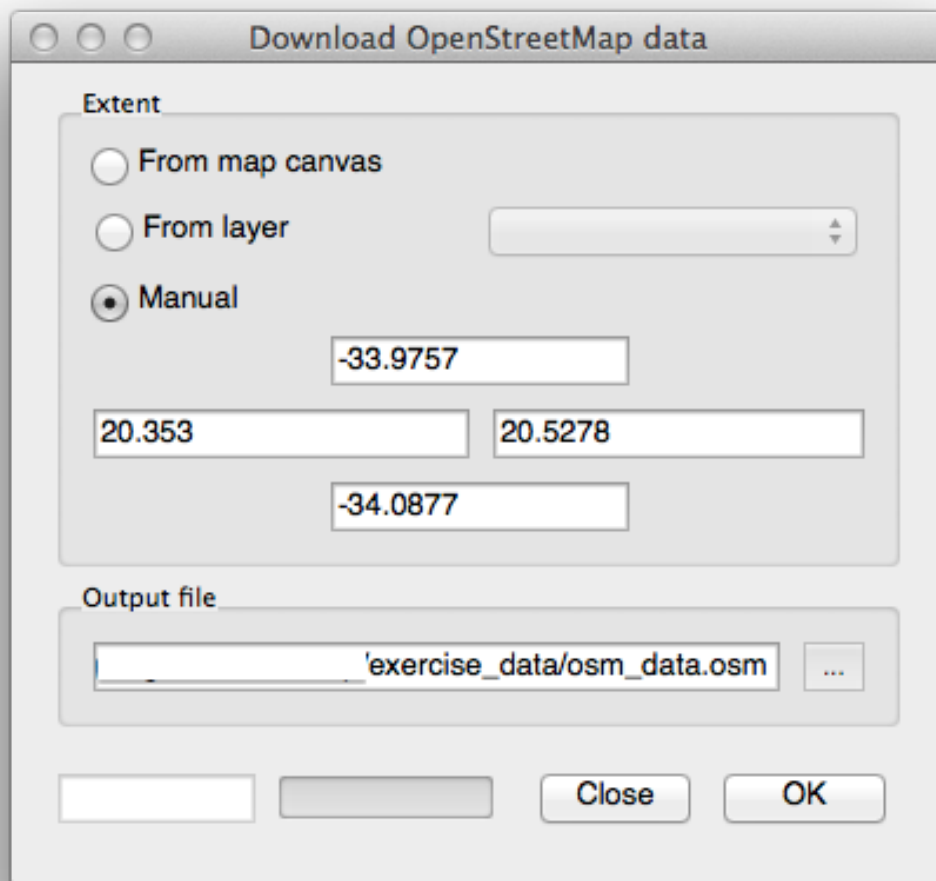 Download OpenStreetMap data
Extent
From map canvas
From layer
Manual
-33.9757
20.353 20.5278
-34.0877
Output file
/exercise_data/osm_data.osm ...
Close OK